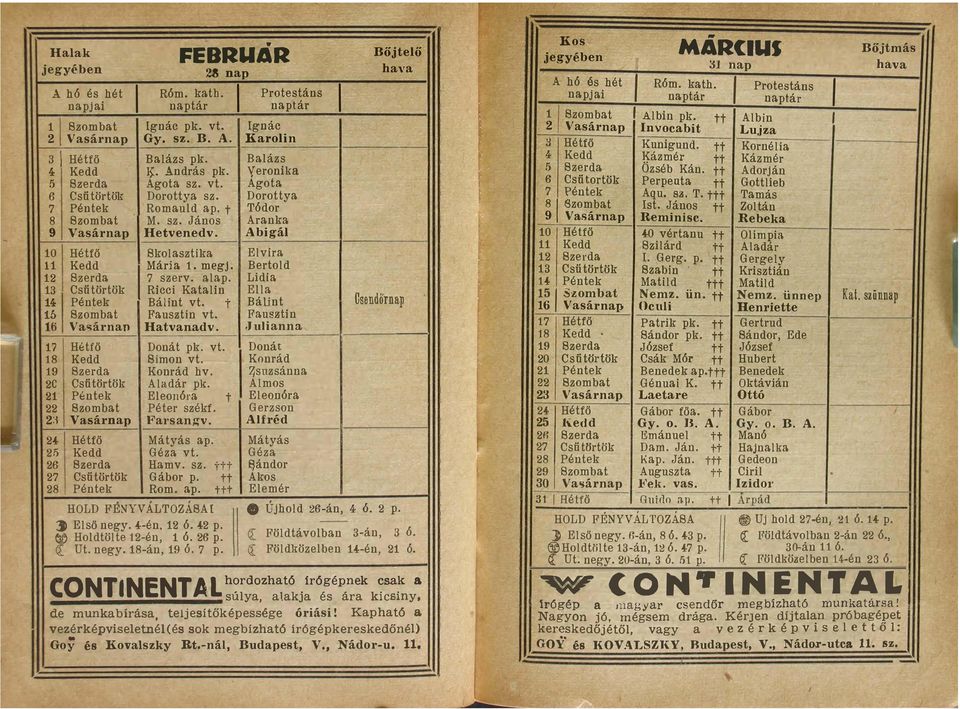 Halak jegyében FEBRUÁR 28 nap Bőjtelő hava
A hó és hét napjai Róm. kath. naptár Protestáns naptár
1 Szombat Ignác pk. vt. Ignác
2 Vasárnap Gy. sz. B. A. Karolin
3 Hétfő Balázs pk. Balázs
4 Kedd K. András pk. Veronika
5 Szerda Ágota sz. vt. Ágota
6 Csütörtök Dorottya sz. Dorottya
7 Péntek Romauld ap. † Tódor
8 Szombat M. sz. János Aranka
9 Vasárnap Hetvenedv. Abigál
10 Hétfő Skolasztika Elvira
11 Kedd Mária 1. megj. Bertold
12 Szerda 7 szerv. alap. Lidia
13 Csütörtök Ricci Katalin Ella
14 Péntek Bálint vt. † Bálint Csendőrnap
15 Szombat Fausztin vt. Fausztin
16 Vasárnap Hatvanadv. Julianna
17 Hétfő Donát pk. vt. Donát
18 Kedd Simon vt. Konrád
19 Szerda Konrád hv. Zsuzsánna
20 Csütörtök Aladár pk. Álmos
21 Péntek Eleonóra † Eleonóra
22 Szombat Péter székf. Gerzson
23 Vasárnap Farsangv. Alfréd
24 Hétfő Mátyás ap. Mátyás
25 Kedd Géza vt. Géza
26 Szerda Hamv. sz. ††† Sándor
27 Csütörtök Gábor p. †† Ákos
28 Péntek Rom. ap. ††† Elemér
HOLD FÉNYVÁLTOZÁSAI
Első negy. 4-én, 12 ó. 42 p.
Holdtölte 12-én, 1 ó. 26 p.
Ut. negy. 18-án, 19 ó. 7 p.
Újhold 26-án, 4 ó. 2 p.
Földtávolban 3-án, 3 ó.
Földközelben 14-én, 21 ó.
CONTINENTAL hordozható írógépnek csak a
súlya, alakja és ára kicsiny,
de munkabírása, teljesítőképessége óriási! Kapható a
vezérképviseletnél (és sok megbízható írógépkereskedőnél)
Goÿ és Kovalszky Rt.-nál, Budapest, V., Nádor-u. 11.
Kos jegyében MÁRCIUS 31 nap Bőjtmás hava
A hó és hét napjai Róm. kath. naptár Protestáns naptár
1 Szombat Albin pk. †† Albin
2 Vasárnap Invocabit Lujza
3 Hétfő Kunigund. †† Kornélia
4 Kedd Kázmér †† Kázmér
5 Szerda Özséb Kán. †† Adorján
6 Csütörtök Perpetua †† Gottlieb
7 Péntek Aqu. sz. T. ††† Tamás
8 Szombat Ist. János †† Zoltán
9 Vasárnap Reminisc. Rebeka
10 Hétfő 40 vértanu †† Olimpia
11 Kedd Szilárd †† Aladár
12 Szerda I. Gerg. p. †† Gergely
13 Csütörtök Szabin †† Krisztián
14 Péntek Matild ††† Matild
15 Szombat Nemz. ün. †† Nemz. ünnep Kat. szünnap
16 Vasárnap Oculi Henriette
17 Hétfő Patrik pk. †† Gertrud
18 Kedd Sándor pk. †† Sándor, Ede
19 Szerda József †† József
20 Csütörtök Csák Mór †† Hubert
21 Péntek Benedek ap.††† Benedek
22 Szombat Génuai K. †† Oktávián
23 Vasárnap Laetare Ottó
24 Hétfő Gábor főa. †† Gábor
25 Kedd Gy. o. B. A. Gy. o. B. A.
26 Szerda Emánuel †† Manó
27 Csütörtök Dam. Ján. †† Hajnalka
28 Péntek Kap. Ján. ††† Gedeon
29 Szombat Auguszta †† Ciril
30 Vasárnap Fek. vas. Izidor
31 Hétfő Guido ap. †† Árpád
HOLD FÉNYVÁLTOZÁSA
Első negy. 6-án, 8 ó. 43 p.
Holdtölte 13-án, 12 ó. 47 p.
Ut. negy. 20-án, 3 ó. 51 p.
Uj hold 27-én, 21 ó. 14 p.
Földtávolban 2-án 22 ó.,
30-án 11 ó.
Földközelben 14-én 23 ó.
W CONTINENTAL
írógép a magyar csendőr megbízható munkatársa!
Nagyon jó, mégsem drága. Kérjen díjtalan próbagépet
kereskedőjétől, vagy a vezérképviselettől:
GOŸ és KOVALSZKY, Budapest, V., Nádor-utca 11. sz.